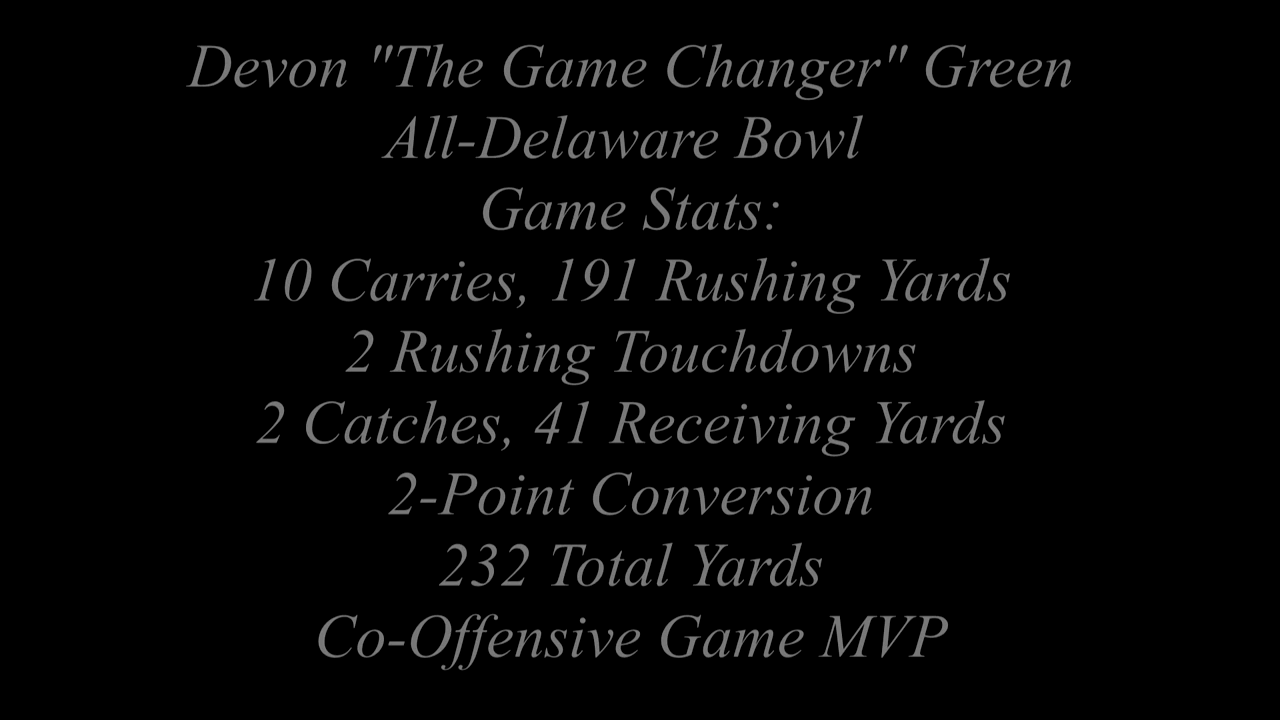 Devon "The Game Changer" Green
All-Delaware Bowl
Game Stats:
10 Carries, 191 Rushing Yards
2 Rushing Touchdowns
2 Catches, 41 Receiving Yards
2-Point Conversion
232 Total Yards
Co-Offensive Game MVP